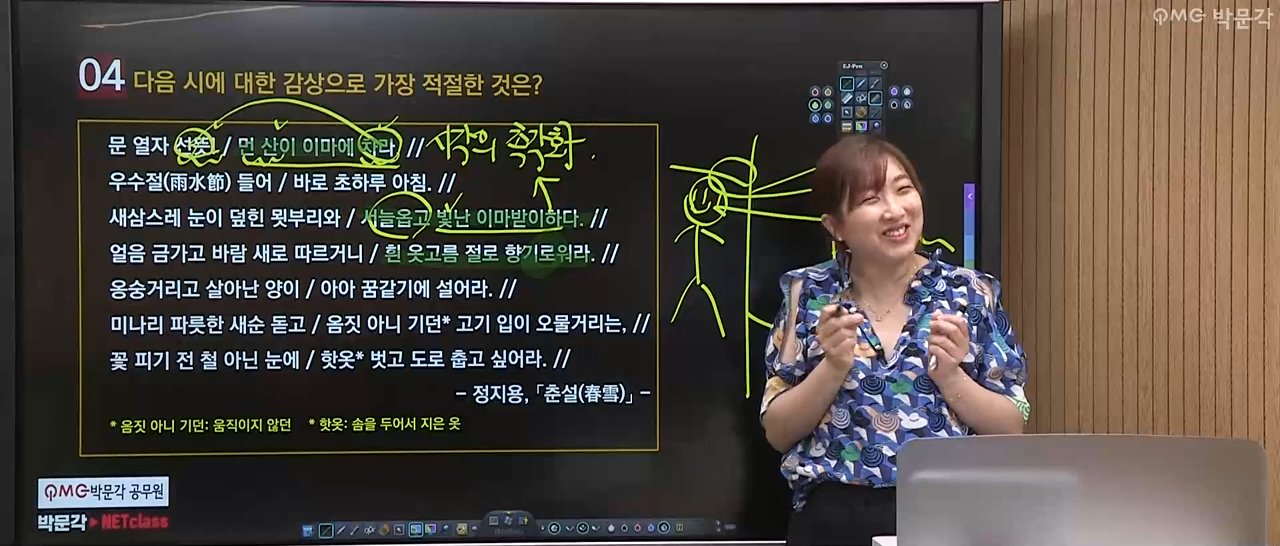 QMG 박문각
04 다음 시에 대한 감상으로 가장 적절한 것은?
EJ-Pen
문 열자 선뜻! / 먼 산이 이마에 차라. // 시각의 촉각화.
우수절(雨水節) 들어 / 바로 초하루 아침. //
새삼스레 눈이 덮힌 묏부리와 / 서늘옵고 빛난 이마받이하다. //
얼음 금가고 바람 새로 따르거니 / 흰 옷고름 절로 향기로워라. //
옹숭거리고 살아난 양이 / 아아 꿈같기에 설어라. //
미나리 파릇한 새순 돋고 / 옴짓 아니 기던* 고기 입이 오물거리는, //
꽃 피기 전 철 아닌 눈에 / 핫옷* 벗고 도로 춥고 싶어라. //
– 정지용, 「춘설(春雪)」 –
* 옴짓 아니 기던: 움직이지 않던 * 핫옷: 솜을 두어서 지은 옷
QMG 박문각 공무원
박문각 ▶ NETclass